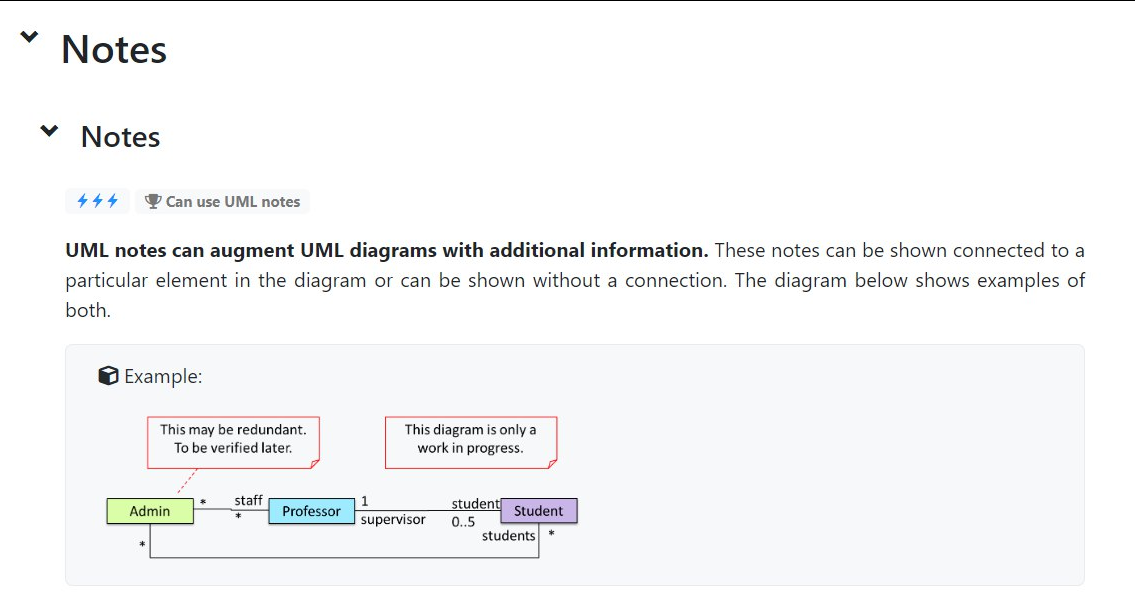 Notes
Notes
Can use UML notes
UML notes can augment UML diagrams with additional information. These notes can be shown connected to a
particular element in the diagram or can be shown without a connection. The diagram below shows examples of
both.
Example:
This may be redundant.
To be verified later.
This diagram is only a
work in progress.
Admin
*
staff
*
Professor
1
supervisor
student
0..5
Student
*
students
*